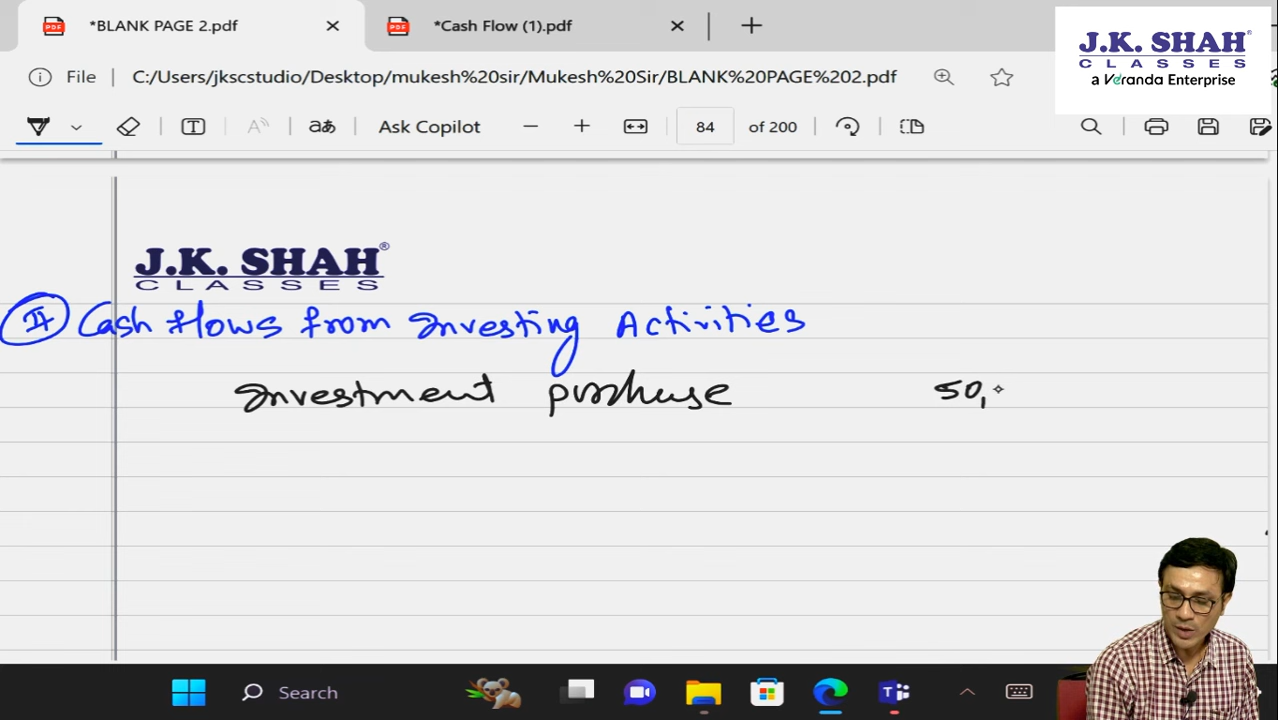 *BLANK PAGE 2.pdf
*Cash Flow (1).pdf
J.K. SHAH®
CLASSES
a Veranda Enterprise
File
C:/Users/jkscstudio/Desktop/mukesh%20sir/Mukesh%20Sir/BLANK%20PAGE%202.pdf
Ask Copilot
84 of 200
J.K. SHAH®
CLASSES
II Cash flows from Investing Activities
Investment purchase 50,
Search